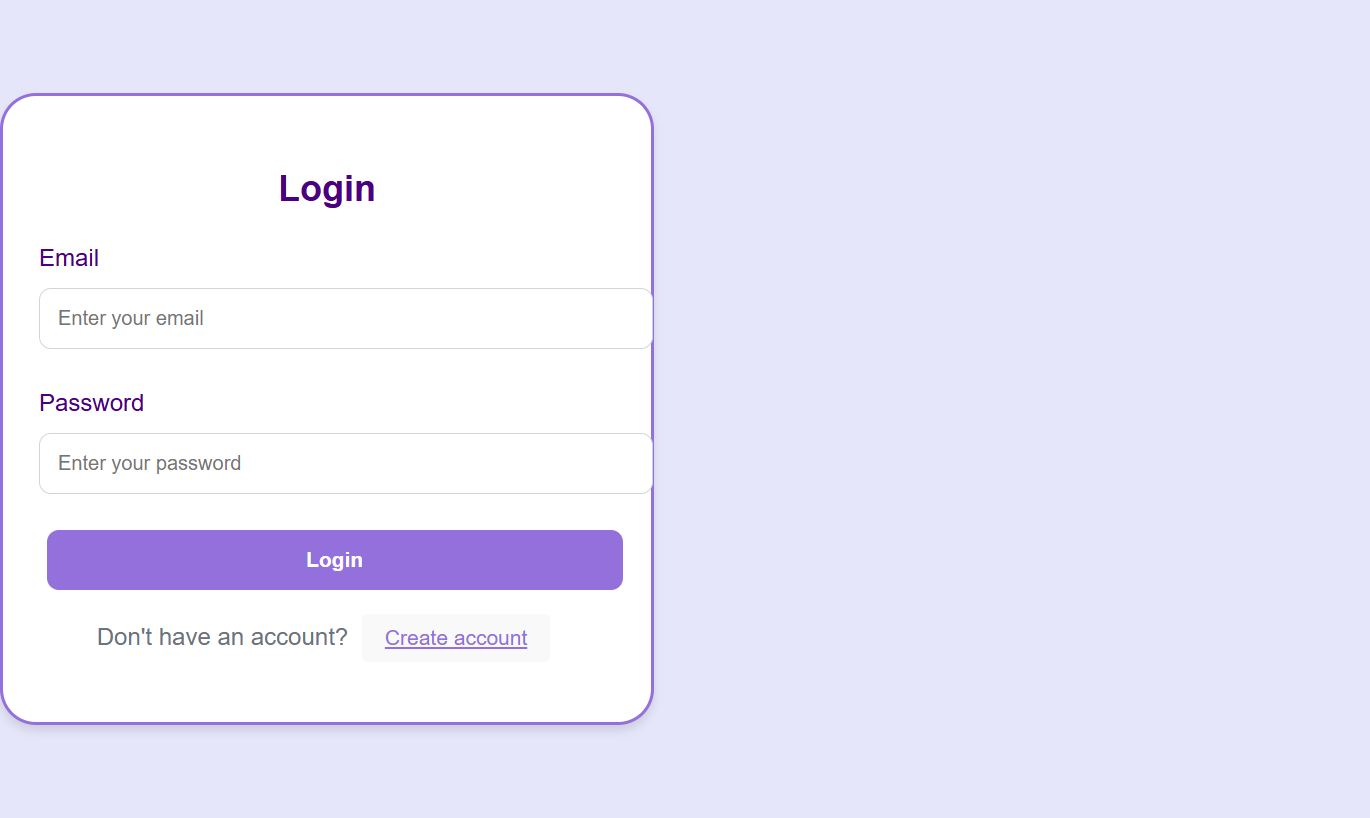 Login
Email
Enter your email
Password
Enter your password
Login
Don't have an account? Create account